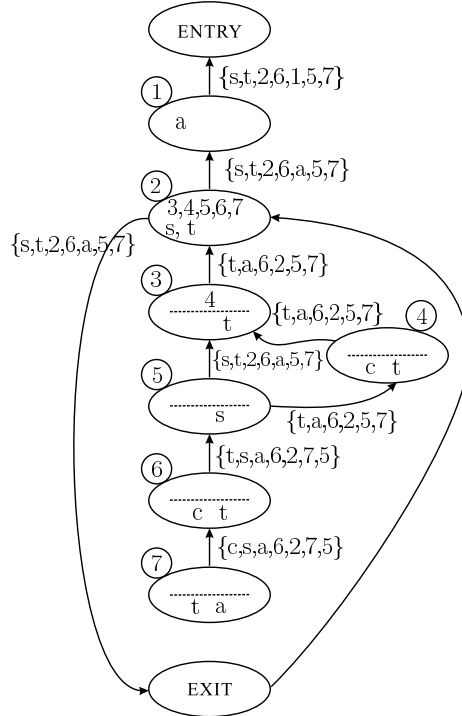 ENTRY
{s,t,2,6,1,5,7}
1
a
{s,t,2,6,a,5,7}
2
3,4,5,6,7
s, t
{s,t,2,6,a,5,7}
{t,a,6,2,5,7}
3
4
t
{t,a,6,2,5,7}
4
c t
{s,t,2,6,a,5,7}
5
s
{t,a,6,2,5,7}
{t,s,a,6,2,7,5}
6
c t
{c,s,a,6,2,7,5}
7
t a
EXIT